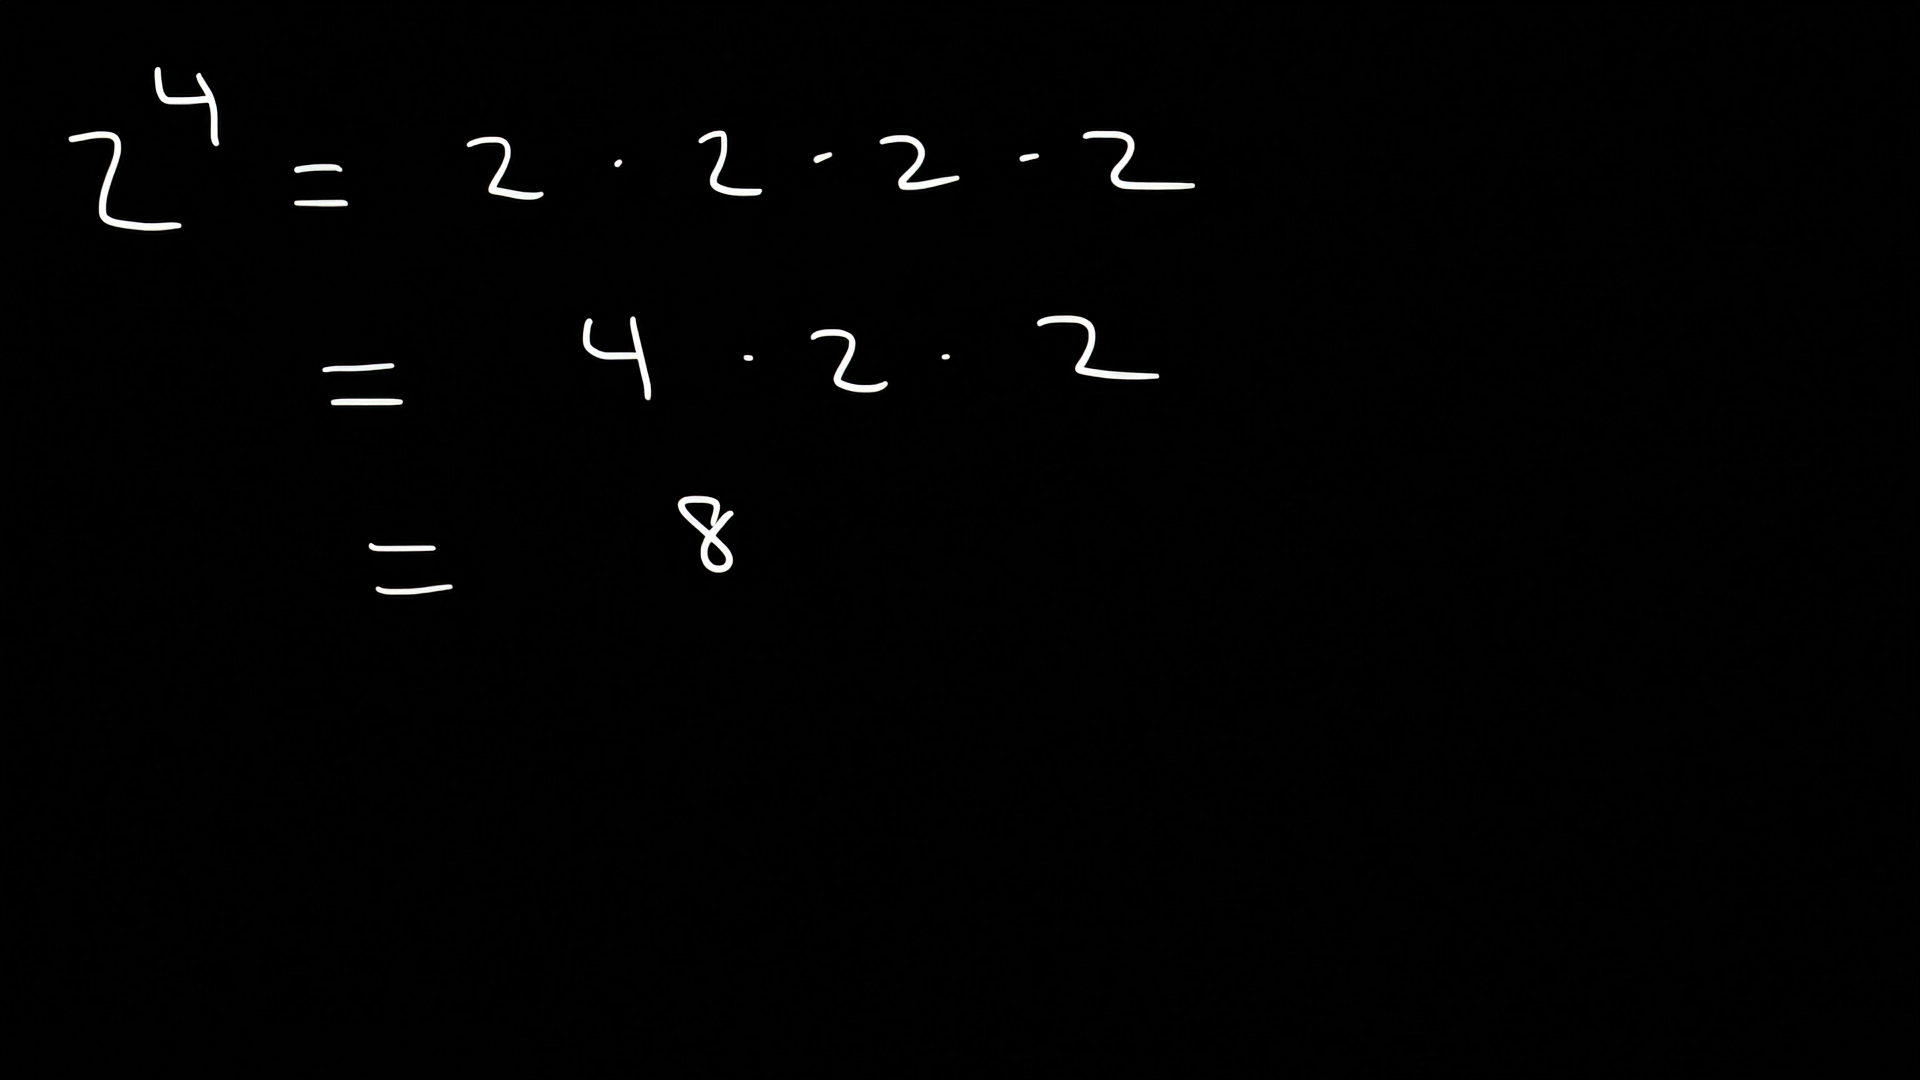 2⁴ = 2 · 2 · 2 · 2
= 4 · 2 · 2
= 8